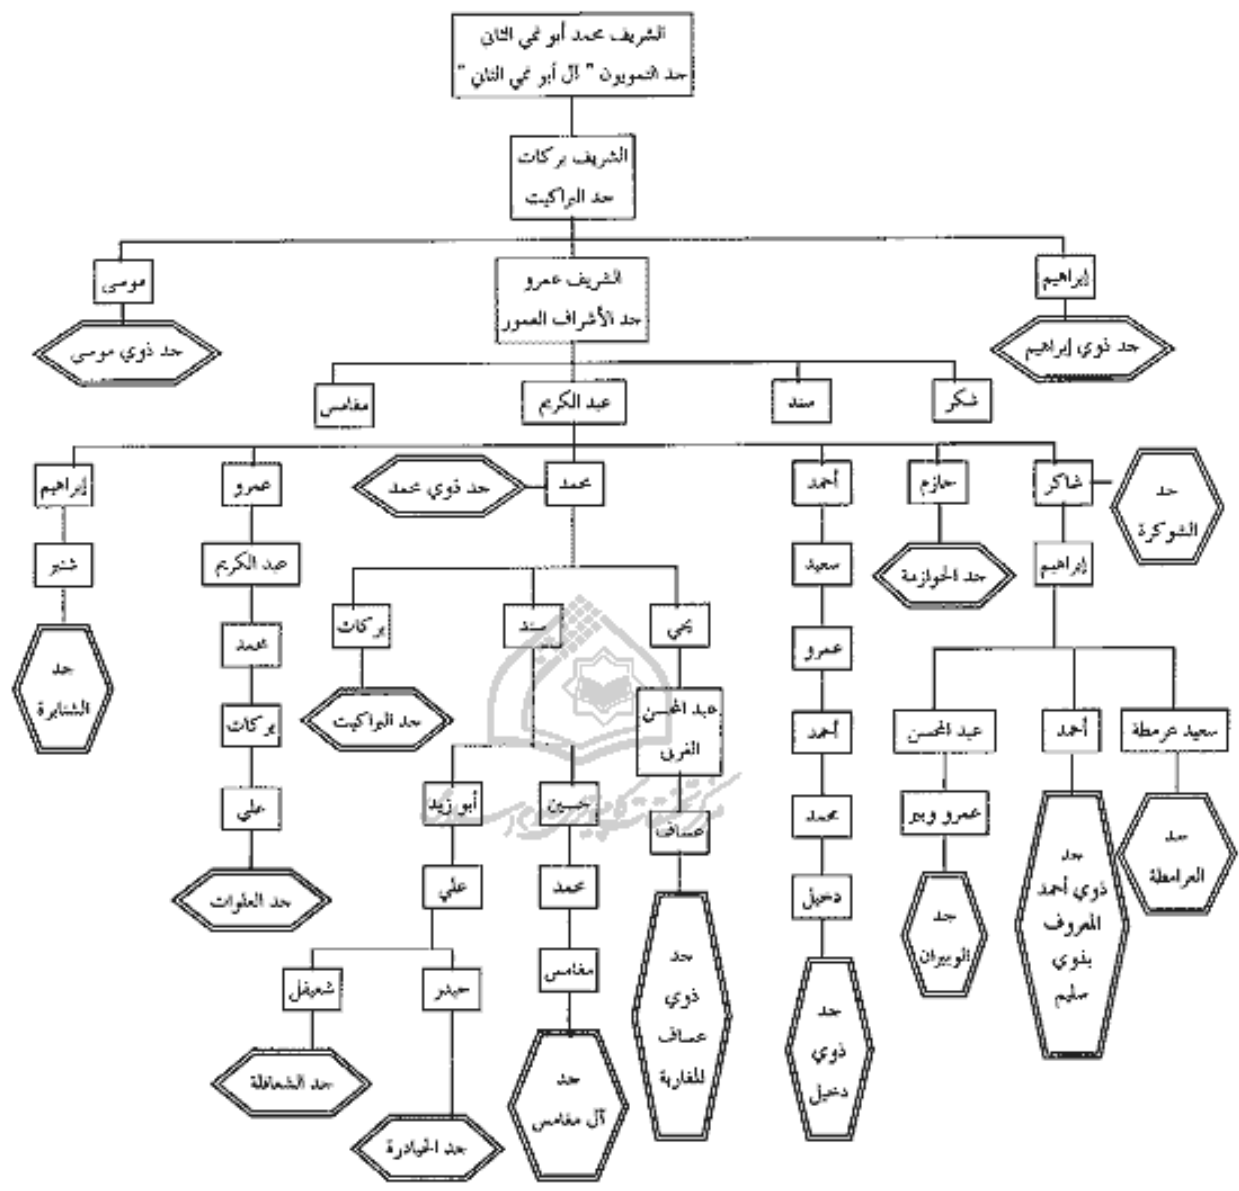 الشريف محمد أبو نمي الثاني
جد النمويون " آل أبو نمي الثاني "
الشريف بركات
جد البراكيت
إبراهيم
الشريف عمرو
جد الأشراف العمور
موسى
جد ذوي إبراهيم
جد ذوي موسى
شكر
سند
عبد الكريم
مغامس
جد
الشوكرة
شاكر
حازم
أحمد
محمد
جد ذوي محمد
عمرو
إبراهيم
إبراهيم
جد الحوازمة
سعيد
عبد الكريم
شنبر
يحي
سند
بركات
عمرو
محمد
جد
الشنابرة
سعيد عرمطة
أحمد
عبد المحسن
أحمد
عبد المحسن
جد البراكيت
بركات
عمرو وبير
محمد
عساف
حسين
أبو زيد
علي
جد
العرامطة
جد
ذوي أحمد
المعروف
بذوي
سليم
جد
الوبيران
دخيل
محمد
علي
جد العلوات
جد
ذوي
عساف
المغاربة
مغامس
حيدر
شعيفل
جد
ذوي
دخيل
جد
آل مغامس
جد الشعافلة
جد الحيادرة